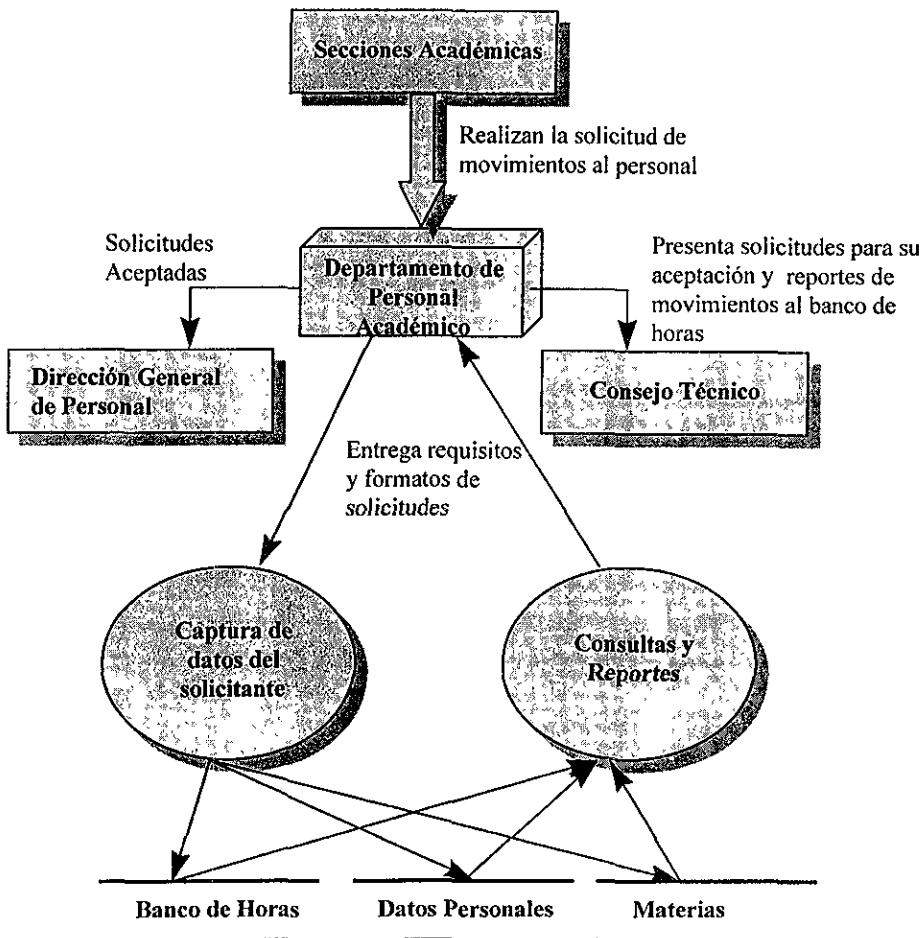 Secciones Académicas
Realizan la solicitud de
movimientos al personal
Solicitudes
Aceptadas
Departamento de
Personal
Académico
Presenta solicitudes para su
aceptación y reportes de
movimientos al banco de
horas
Dirección General
de Personal
Consejo Técnico
Entrega requisitos
y formatos de
solicitudes
Captura de
datos del
solicitante
Consultas y
Reportes
Banco de Horas
Datos Personales
Materias